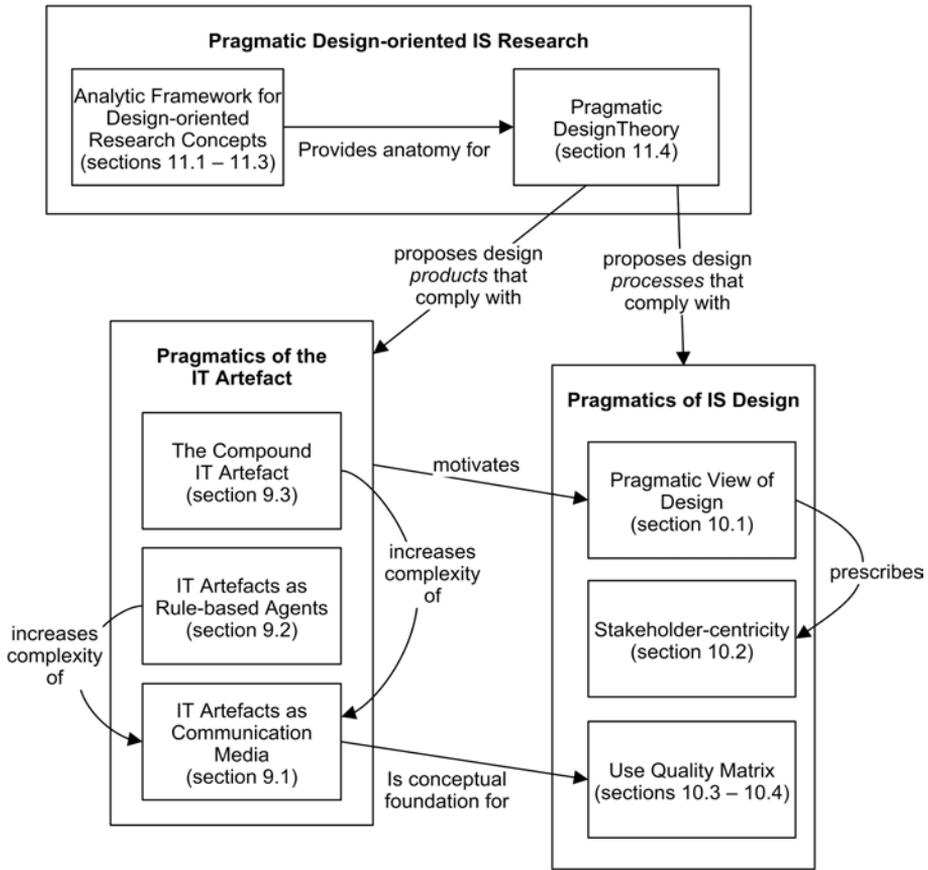 Pragmatic Design-oriented IS Research
Analytic Framework for
Design-oriented
Research Concepts
(sections 11.1 – 11.3)
Provides anatomy for
Pragmatic
DesignTheory
(section 11.4)
proposes design
products that
comply with
proposes design
processes that
comply with
Pragmatics of the
IT Artefact
The Compound
IT Artefact
(section 9.3)
IT Artefacts as
Rule-based Agents
(section 9.2)
IT Artefacts as
Communication
Media
(section 9.1)
increases
complexity
of
increases
complexity
of
motivates
Is conceptual
foundation for
Pragmatics of IS Design
Pragmatic View of
Design
(section 10.1)
prescribes
Stakeholder-centricity
(section 10.2)
Use Quality Matrix
(sections 10.3 – 10.4)